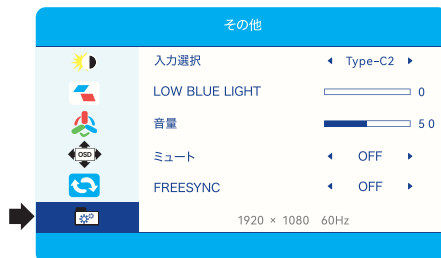 その他
入力選択 Type-C2
LOW BLUE LIGHT 0
音量 50
OSD ミュート OFF
FREESYNC OFF
1920 × 1080 60Hz